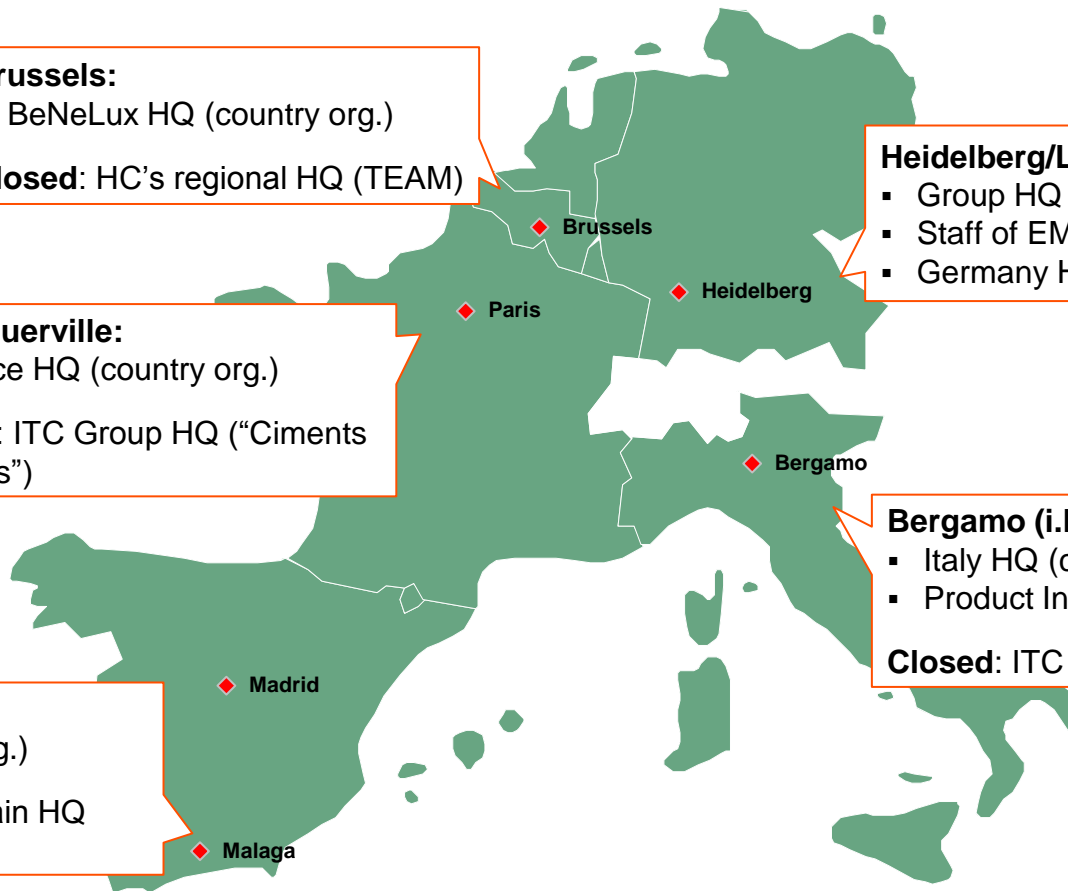 russels:
BeNeLux HQ (country org.)
losed: HC's regional HQ (TEAM)
Brussels
Heidelberg/L
▪ Group HQ
▪ Staff of EM
▪ Germany H
Heidelberg
Paris
uerville:
ce HQ (country org.)
: ITC Group HQ ("Ciments
s")
Bergamo
Bergamo (i.l
▪ Italy HQ (c
▪ Product In
Closed: ITC
Madrid
g.)
ain HQ
Malaga